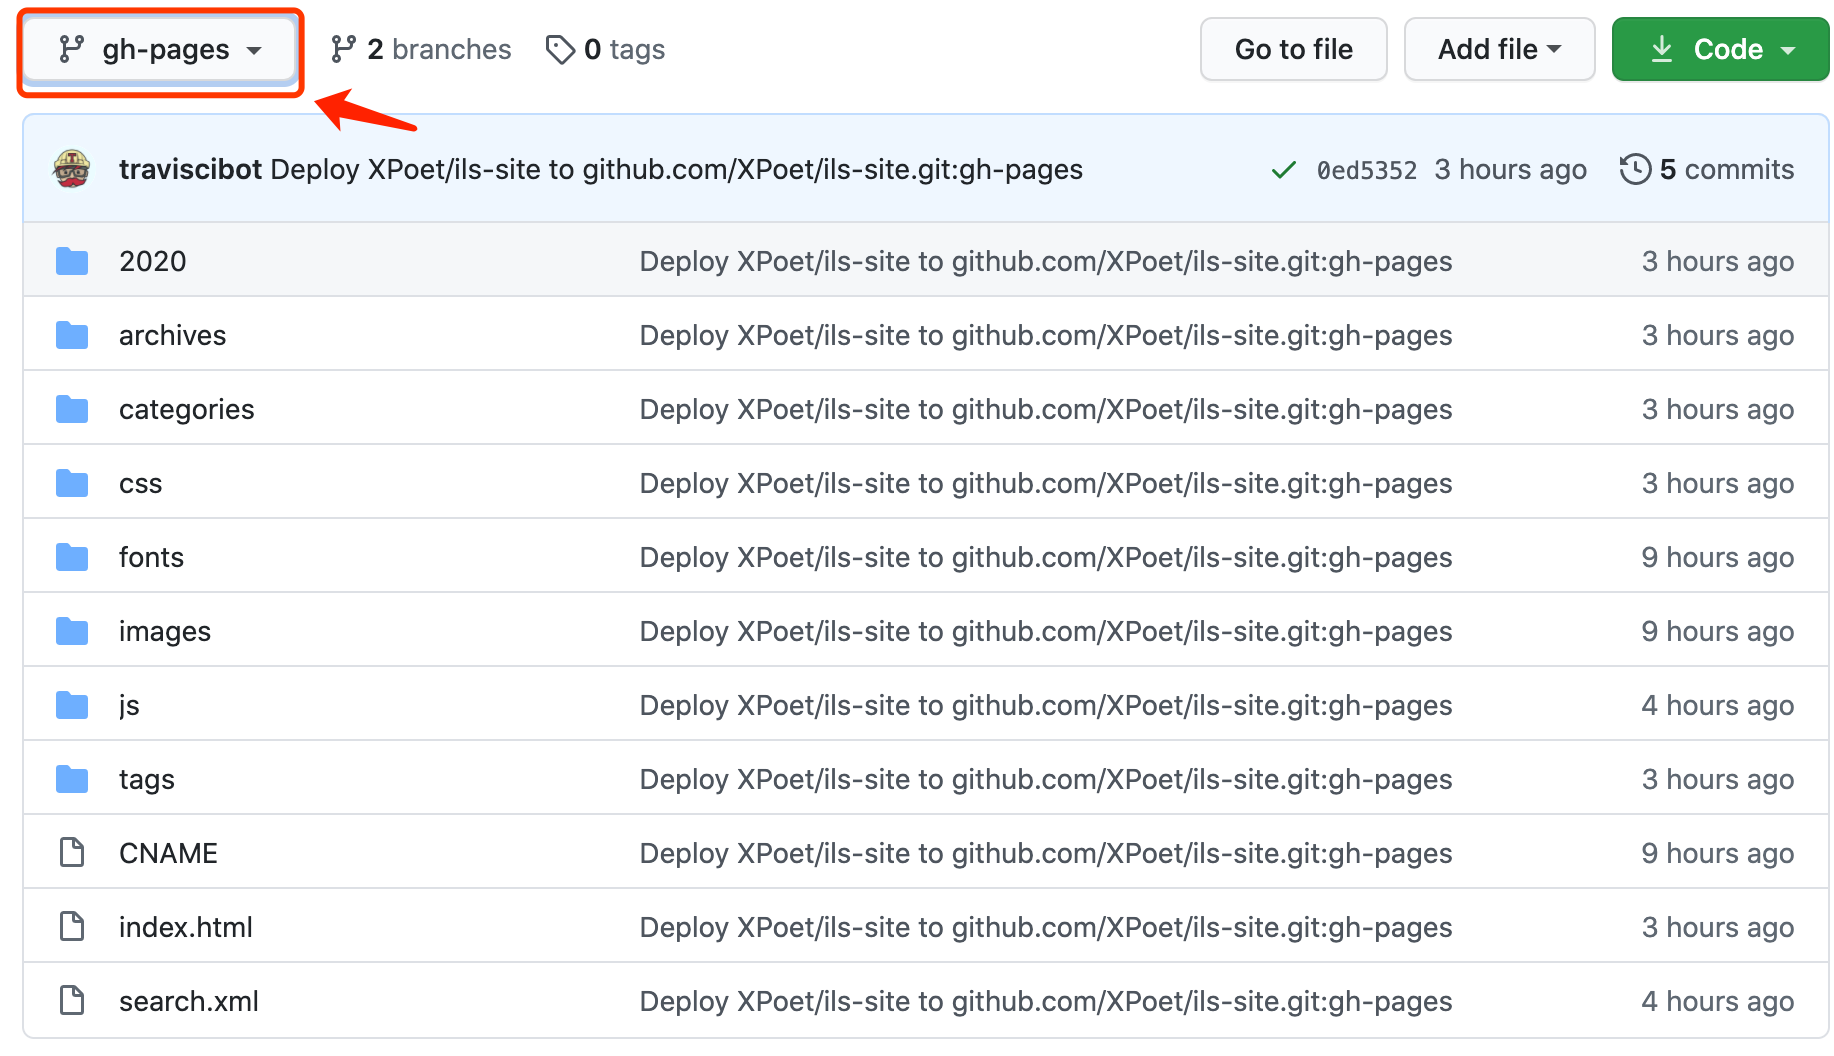 gh-pages 2 branches 0 tags Go to file Add file Code
traviscibot Deploy XPoet/ils-site to github.com/XPoet/ils-site.git:gh-pages 0ed5352 3 hours ago 5 commits
2020 Deploy XPoet/ils-site to github.com/XPoet/ils-site.git:gh-pages 3 hours ago
archives Deploy XPoet/ils-site to github.com/XPoet/ils-site.git:gh-pages 3 hours ago
categories Deploy XPoet/ils-site to github.com/XPoet/ils-site.git:gh-pages 3 hours ago
css Deploy XPoet/ils-site to github.com/XPoet/ils-site.git:gh-pages 3 hours ago
fonts Deploy XPoet/ils-site to github.com/XPoet/ils-site.git:gh-pages 9 hours ago
images Deploy XPoet/ils-site to github.com/XPoet/ils-site.git:gh-pages 9 hours ago
js Deploy XPoet/ils-site to github.com/XPoet/ils-site.git:gh-pages 4 hours ago
tags Deploy XPoet/ils-site to github.com/XPoet/ils-site.git:gh-pages 3 hours ago
CNAME Deploy XPoet/ils-site to github.com/XPoet/ils-site.git:gh-pages 9 hours ago
index.html Deploy XPoet/ils-site to github.com/XPoet/ils-site.git:gh-pages 3 hours ago
search.xml Deploy XPoet/ils-site to github.com/XPoet/ils-site.git:gh-pages 4 hours ago